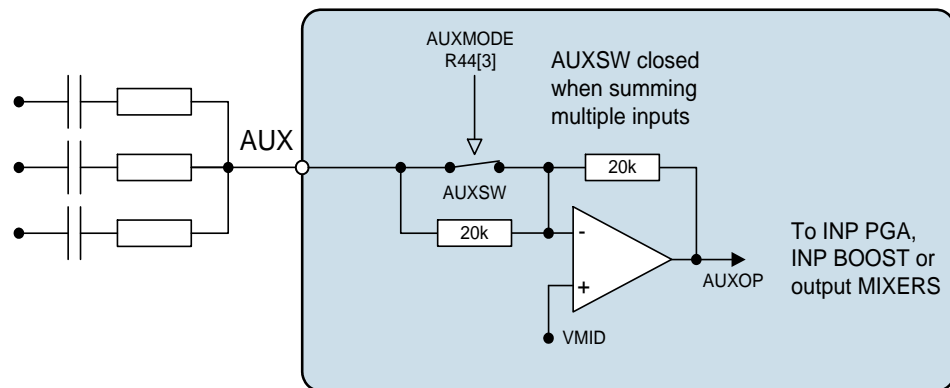 AUXMODE
R44[3]
AUXSW closed
when summing
multiple inputs
AUX
AUXSW
20k
20k
-
+
VMID
AUXOP
To INP PGA,
INP BOOST or
output MIXERS